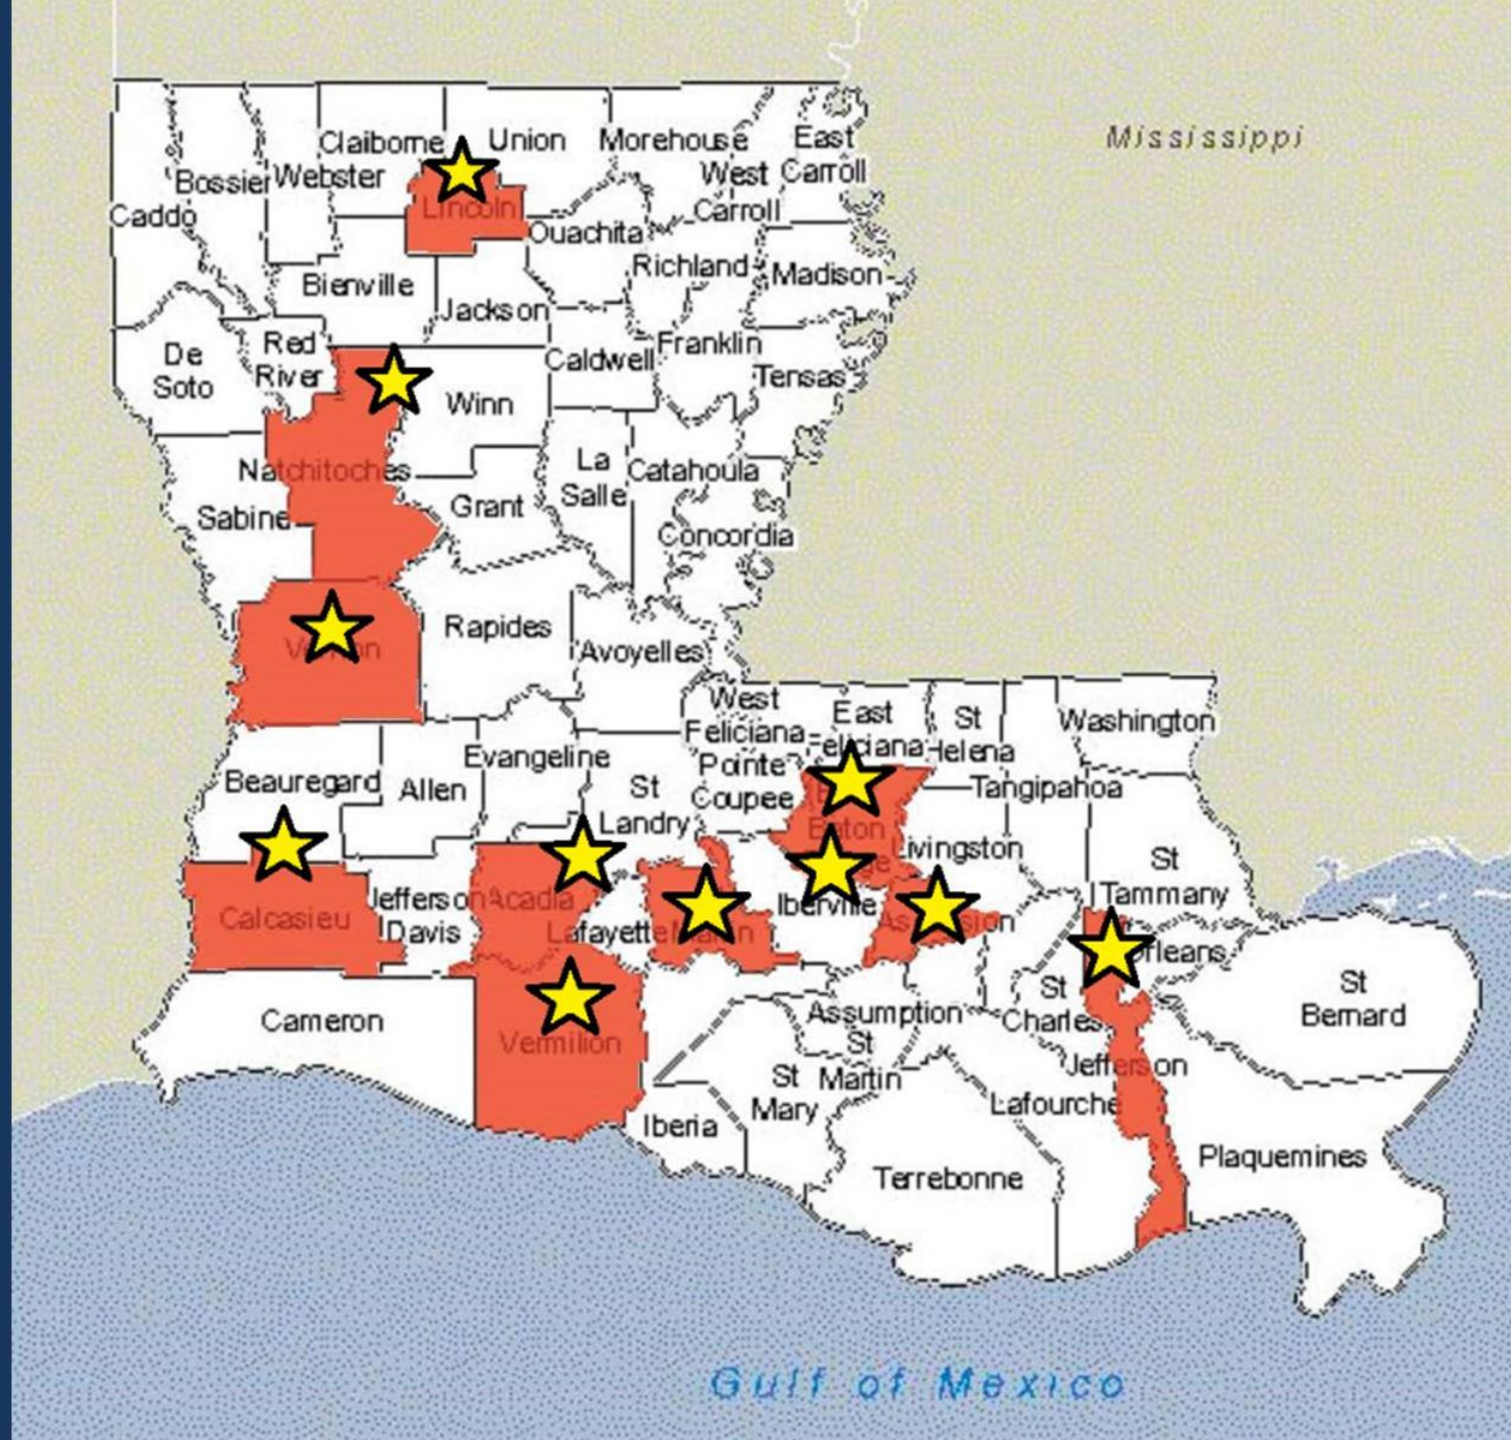 Mississippi
Claiborne
Union
Morehouse
East
Carroll
West
Carroll
Bossier
Webster
Caddo
Lincoln
Ouachita
Richland
Madison
Bienville
Jackson
De
Soto
Red
River
Caldwell
Franklin
Tensas
Winn
Natchitoches
La
Salle
Catahoula
Sabine
Grant
Concordia
Rapides
Avoyelles
West
Feliciana
East
Feliciana
St
Helena
Washington
Evangeline
Pointe
Coupee
Beauregard
Allen
St
Landry
Tangipahoa
Baton
Livingston
St
Tammany
Calcasieu
Jefferson
Davis
Acadia
Lafayette
Iberville
Cameron
Vermilion
Assumption
St
Charles
St
Bernard
St
Martin
Jefferson
St
Mary
Lafourche
Iberia
Terrebonne
Plaquemines
Gulf of Mexico